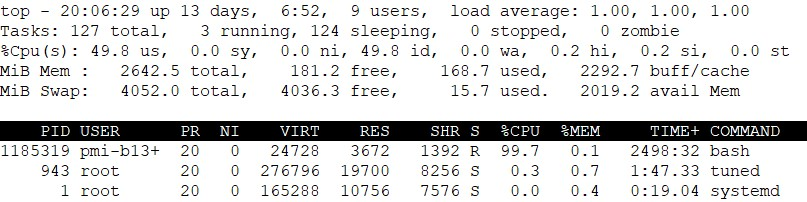 top - 20:06:29 up 13 days,  6:52,  9 users,  load average: 1.00, 1.00, 1.00
Tasks: 127 total,   3 running, 124 sleeping,   0 stopped,   0 zombie
%Cpu(s): 49.8 us,  0.0 sy,  0.0 ni, 49.8 id,  0.0 wa,  0.2 hi,  0.2 si,  0.0 st
MiB Mem :   2642.5 total,    181.2 free,    168.7 used,   2292.7 buff/cache
MiB Swap:   4052.0 total,   4036.3 free,     15.7 used.   2019.2 avail Mem
PID USER      PR  NI    VIRT    RES    SHR S  %CPU  %MEM     TIME+ COMMAND
1185319 pmi-b13+  20   0   24728   3672   1392 R  99.7   0.1   2498:32 bash
943 root      20   0  276796  19700   8256 S   0.3   0.7   1:47.33 tuned
1 root      20   0  165288  10756   7576 S   0.0   0.4   0:19.04 systemd